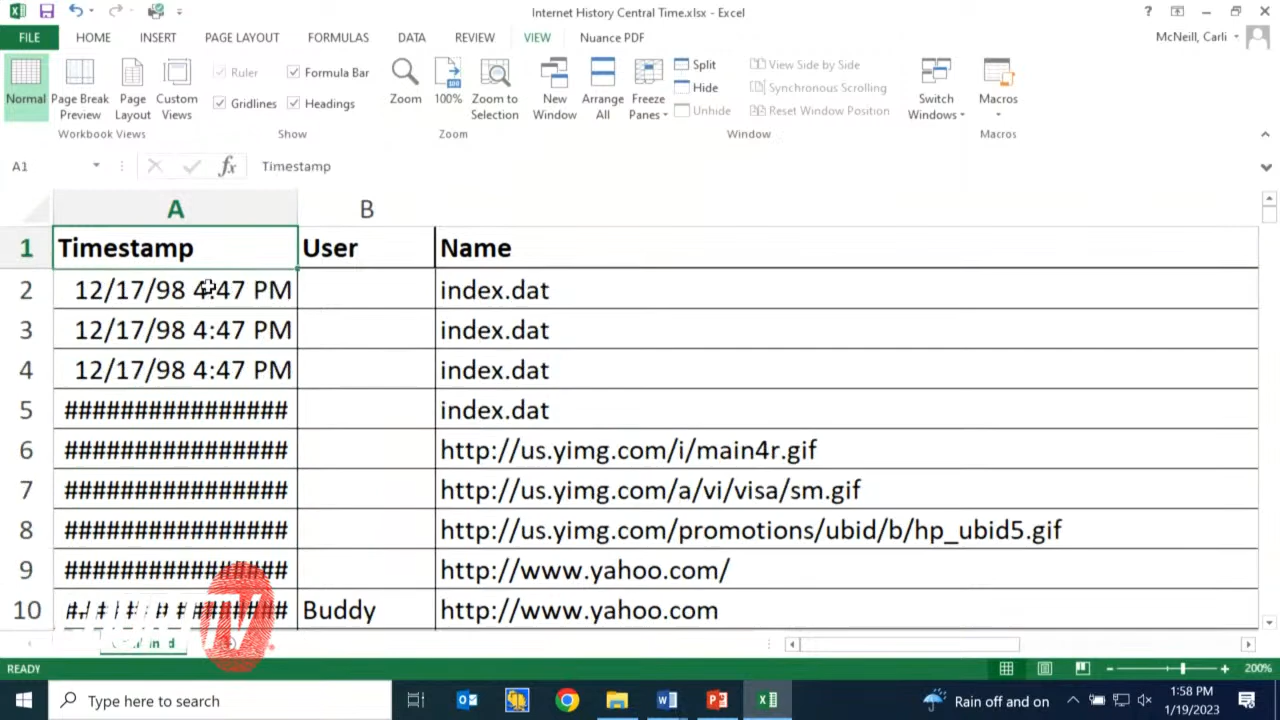 Internet History Central Time.xlsx - Excel
FILE HOME INSERT PAGE LAYOUT FORMULAS DATA REVIEW VIEW Nuance PDF McNeill, Carli
Normal
Page Break Preview
Page Layout
Custom Views
Workbook Views
Ruler
Formula Bar
Gridlines
Headings
Show
Zoom
100%
Zoom to Selection
Zoom
New Window
Arrange All
Freeze Panes
Split
Hide
Unhide
View Side by Side
Synchronous Scrolling
Reset Window Position
Window
Switch Windows
Macros
Macros
A1 fx Timestamp
A B
1 Timestamp User Name
2 12/17/98 4:47 PM index.dat
3 12/17/98 4:47 PM index.dat
4 12/17/98 4:47 PM index.dat
5 ################ index.dat
6 ################ http://us.yimg.com/i/main4r.gif
7 ################ http://us.yimg.com/a/vi/visa/sm.gif
8 ################ http://us.yimg.com/promotions/ubid/b/hp_ubid5.gif
9 ################ http://www.yahoo.com/
10 Buddy http://www.yahoo.com
TV
READY 200%
Type here to search Rain off and on 1:58 PM
1/19/2023